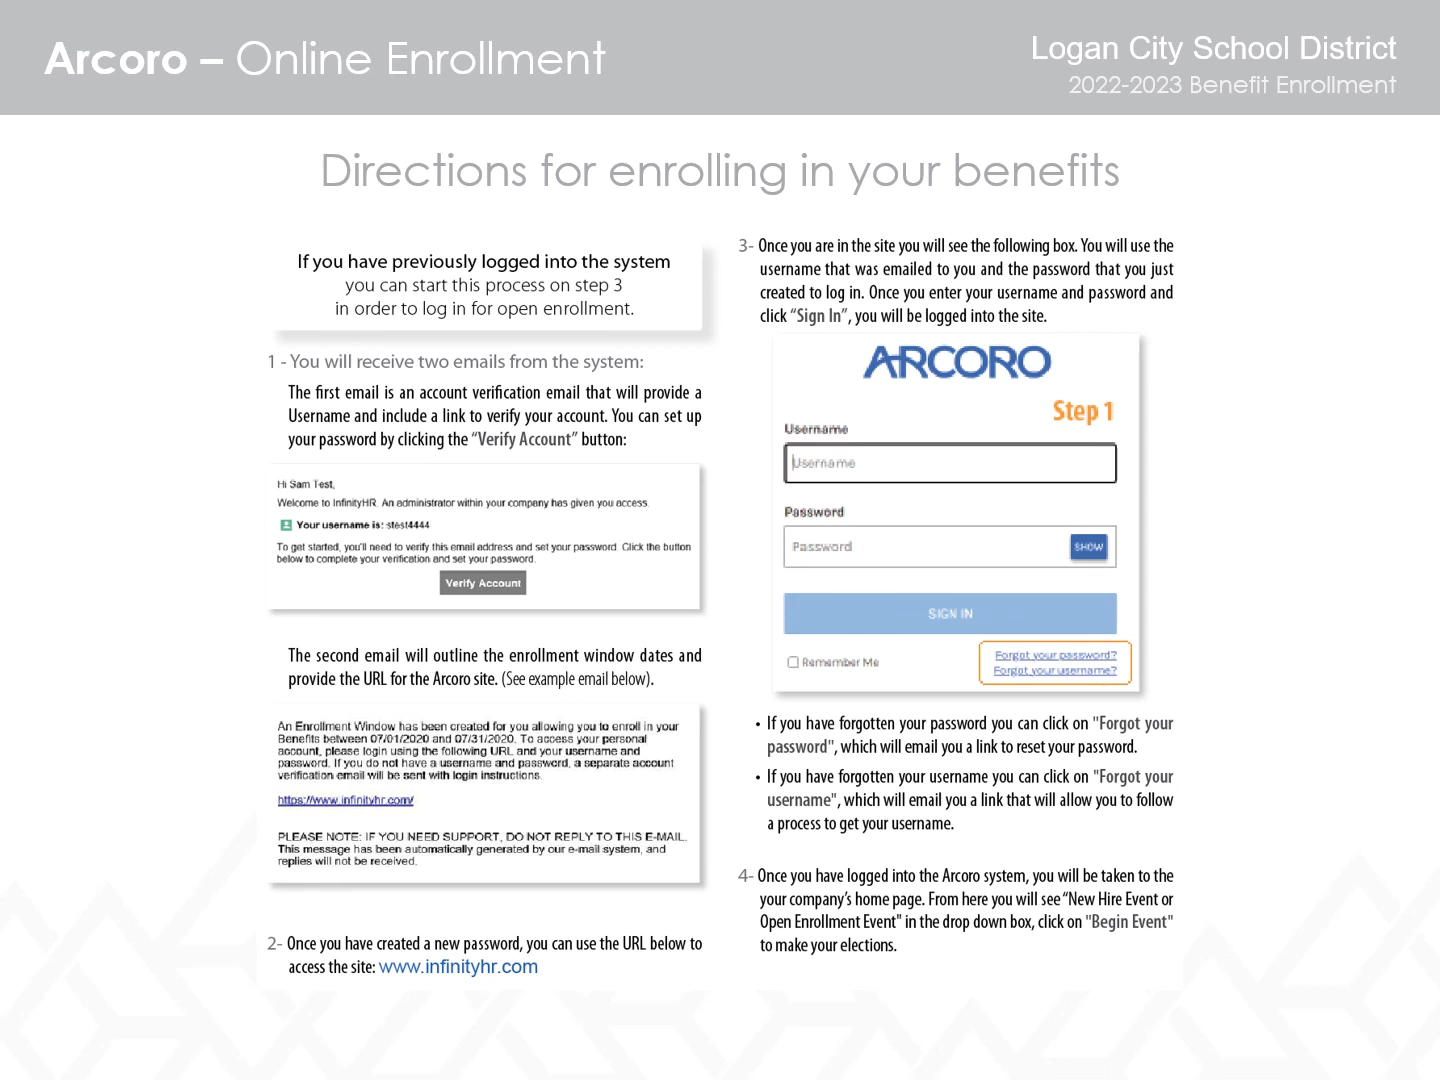 Arcoro – Online Enrollment
Logan City School District
2022-2023 Benefit Enrollment
Directions for enrolling in your benefits
If you have previously logged into the system
you can start this process on step 3
in order to log in for open enrollment.
1 - You will receive two emails from the system:
The first email is an account verification email that will provide a
Username and include a link to verify your account. You can set up
your password by clicking the “Verify Account” button:
Hi Sam Test,
Welcome to InfinityHR. An administrator within your company has given you access.
Your username is: stest4444
To get started, you'll need to verify this email address and set your password. Click the button
below to complete your verification and set your password.
Verify Account
The second email will outline the enrollment window dates and
provide the URL for the Arcoro site. (See example email below).
An Enrollment Window has been created for you allowing you to enroll in your
Benefits between 07/01/2020 and 07/31/2020. To access your personal
account, please login using the following URL and your username and
password. If you do not have a username and password, a separate account
verification email will be sent with login instructions.
https://www.infinityhr.com/
PLEASE NOTE: IF YOU NEED SUPPORT, DO NOT REPLY TO THIS E-MAIL.
This message has been automatically generated by our e-mail system, and
replies will not be received.
2- Once you have created a new password, you can use the URL below to
access the site: www.infinityhr.com
3- Once you are in the site you will see the following box. You will use the
username that was emailed to you and the password that you just
created to log in. Once you enter your username and password and
click “Sign In”, you will be logged into the site.
ARCORO
Step 1
Username
Username
Password
Password
SHOW
SIGN IN
Remember Me
Forgot your password?
Forgot your username?
• If you have forgotten your password you can click on "Forgot your
password", which will email you a link to reset your password.
• If you have forgotten your username you can click on "Forgot your
username", which will email you a link that will allow you to follow
a process to get your username.
4- Once you have logged into the Arcoro system, you will be taken to the
your company’s home page. From here you will see “New Hire Event or
Open Enrollment Event" in the drop down box, click on "Begin Event"
to make your elections.